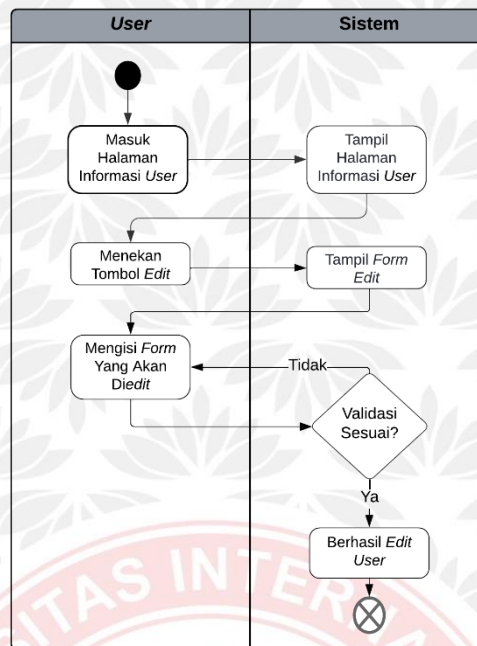 User
Sistem
Masuk
Halaman
Informasi User
Tampil
Halaman
Informasi User
Menekan
Tombol Edit
Tampil Form
Edit
Mengisi Form
Yang Akan
Diedit
Tidak
Validasi
Sesuai?
Ya
Berhasil Edit
User